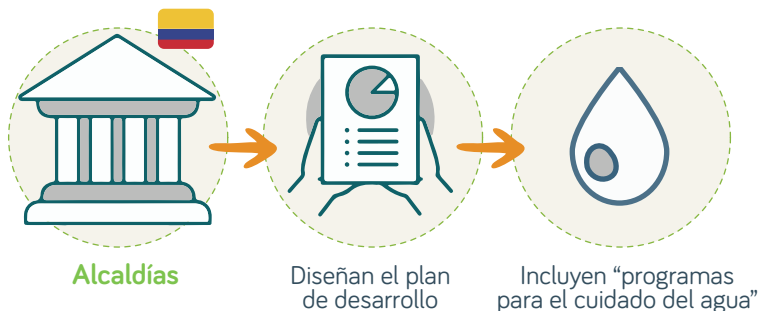 Alcaldías
Diseñan el plan
de desarrollo
Incluyen “programas
para el cuidado del agua”